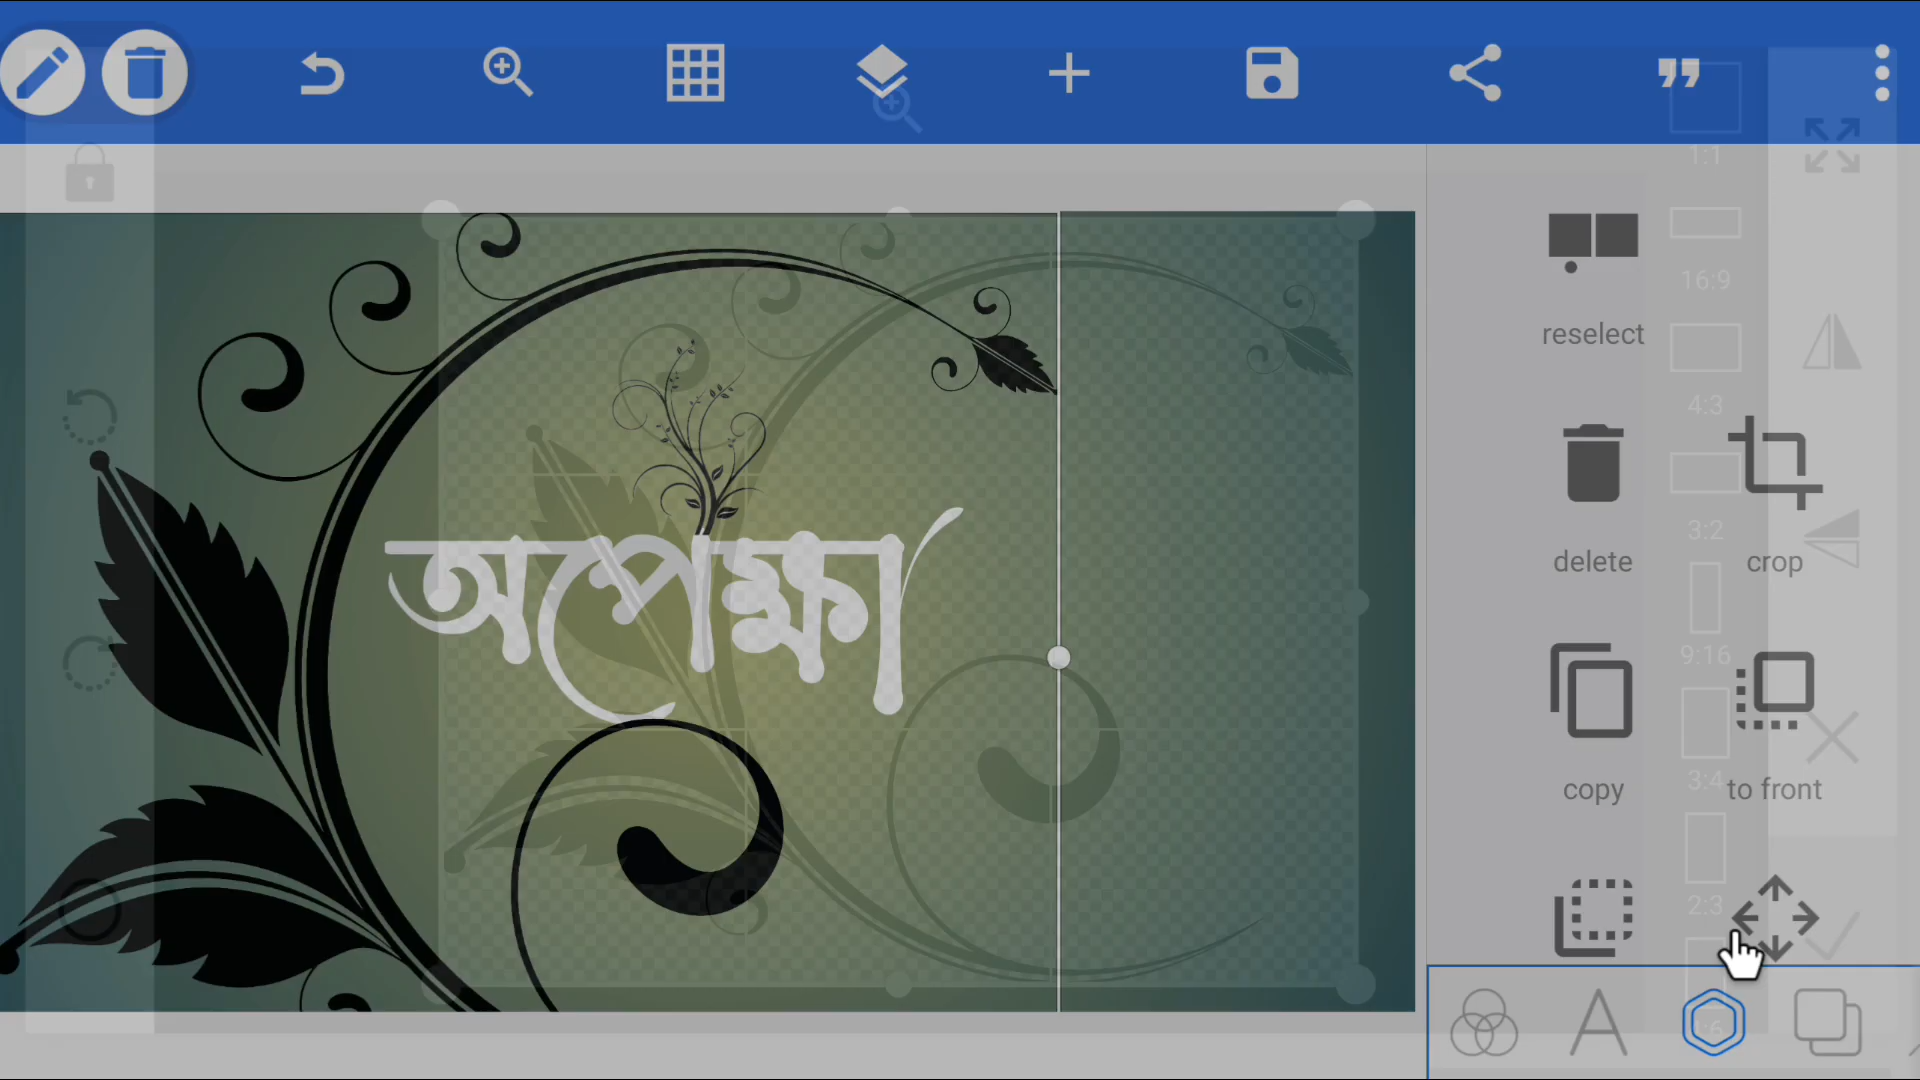 1:1
reselect
16:9
4:3
অপেক্ষা
3:2
delete
crop
9:16
copy
3:4
to front
2:3